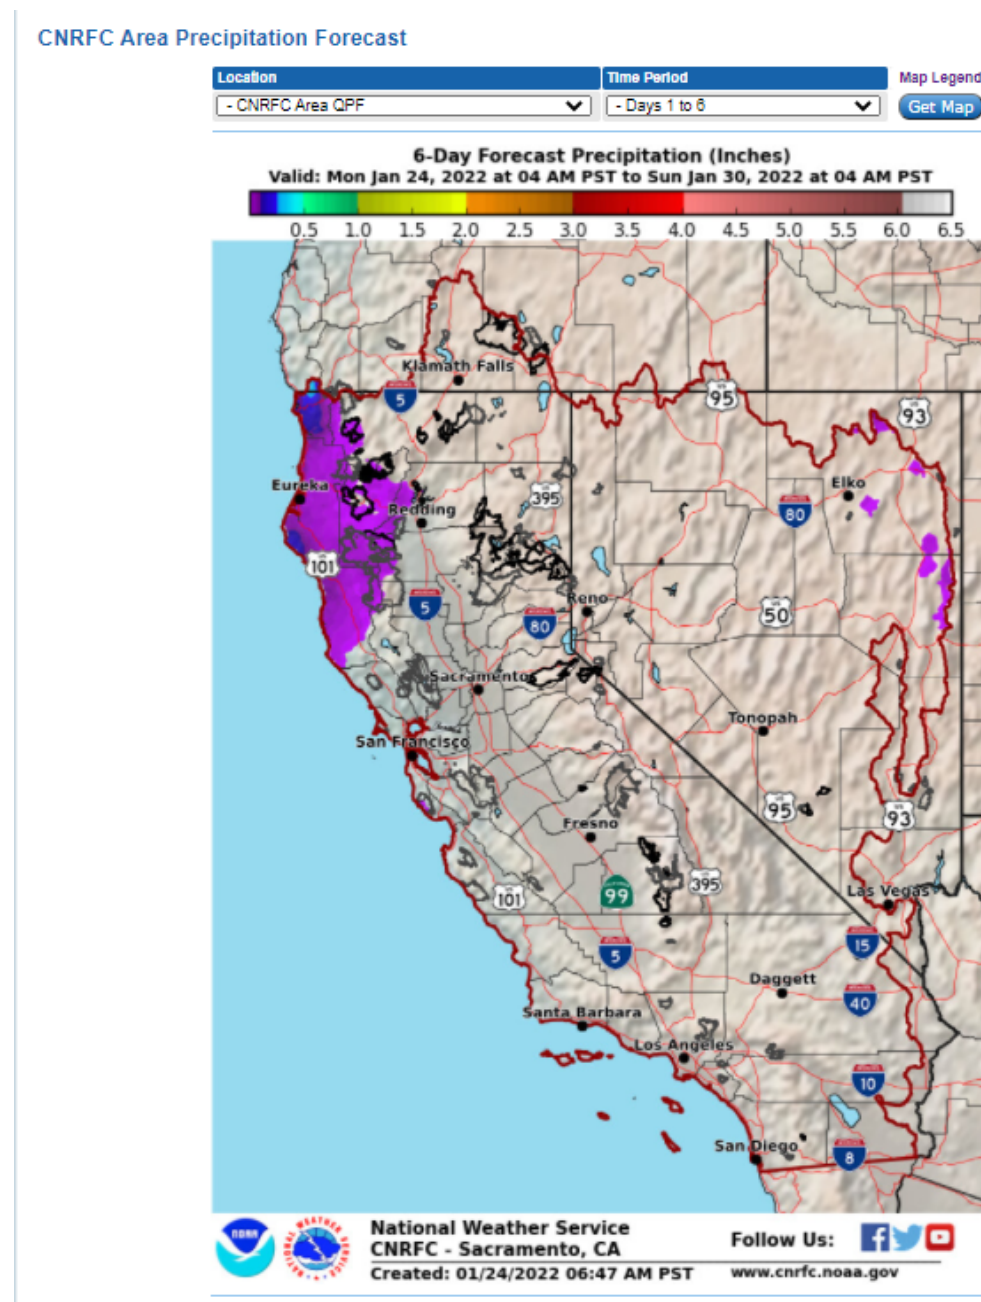 CNRFC Area Precipitation Forecast
Location
Time Period
Map Legend
- CNRFC Area QPF
- Days 1 to 6
Get Map
6-Day Forecast Precipitation (Inches)
Valid: Mon Jan 24, 2022 at 04 AM PST to Sun Jan 30, 2022 at 04 AM PST
0.5 1.0 1.5 2.0 2.5 3.0 3.5 4.0 4.5 5.0 5.5 6.0 6.5
Klamath Falls
5
95
93
Eureka
Redding
395
Elko
80
101
5
Reno
80
50
Sacramento
Tonopah
San Francisco
95
93
Fresno
99
395
101
Las Vegas
5
15
Daggett
40
Santa Barbara
Los Angeles
10
San Diego
8
NOAA
NATIONAL WEATHER SERVICE
National Weather Service
CNRFC - Sacramento, CA
Follow Us:
Created: 01/24/2022 06:47 AM PST
www.cnrfc.noaa.gov